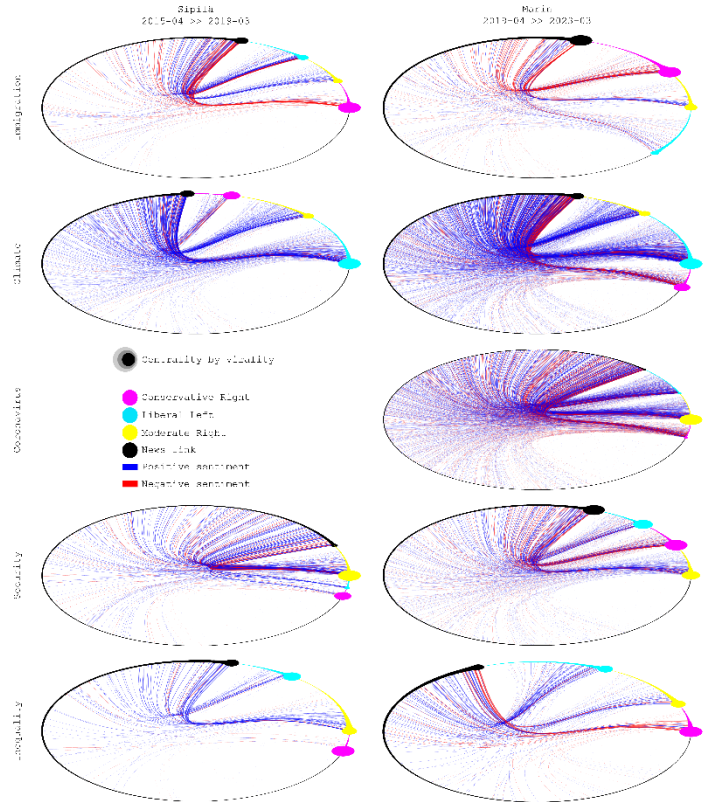 Sipilä
2015-04 >> 2019-03
Marin
2019-04 >> 2023-03
Immigration
Climate
Centrality by virality
Conservative Right
Liberal Left
Moderate Right
News link
Positive sentiment
Negative sentiment
Coronavirus
Security
Inequality